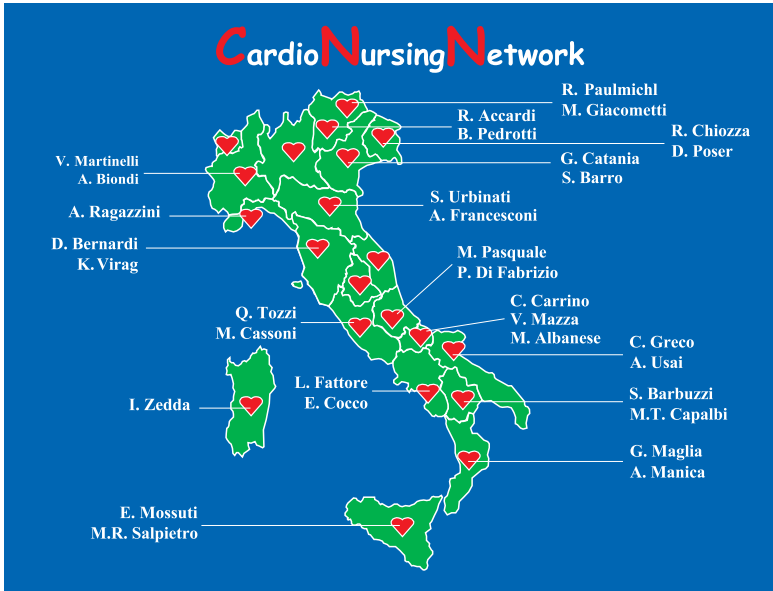 CardioNursingNetwork
R. Paulmichl
M. Giacometti
R. Accardi
B. Pedrotti
R. Chiozza
D. Poser
G. Catania
S. Barro
V. Martinelli
A. Biondi
S. Urbinati
A. Francesconi
A. Ragazzini
D. Bernardi
K. Virag
M. Pasquale
P. Di Fabrizio
C. Carrino
V. Mazza
M. Albanese
Q. Tozzi
M. Cassoni
C. Greco
A. Usai
L. Fattore
E. Cocco
S. Barbuzzi
M.T. Capalbi
I. Zedda
G. Maglia
A. Manica
E. Mossuti
M.R. Salpietro